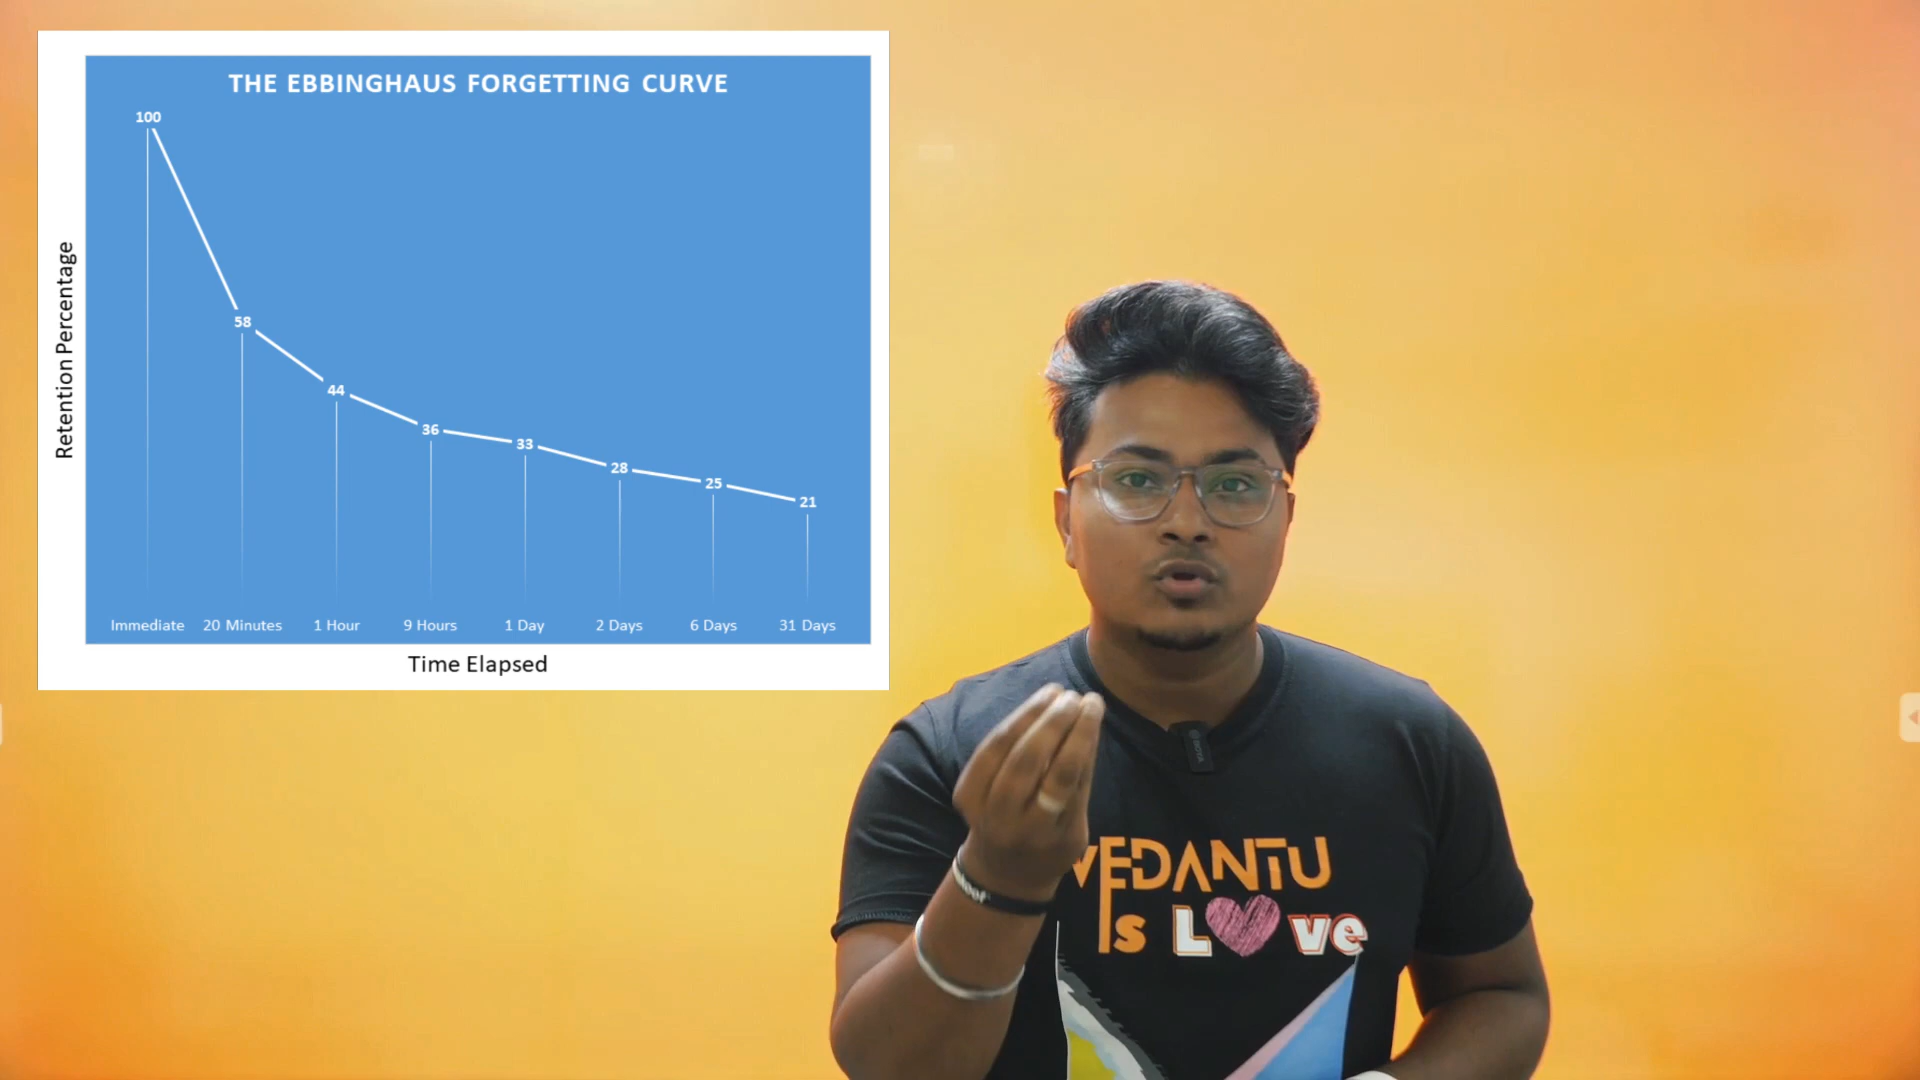 THE EBBINGHAUS FORGETTING CURVE
100
58
44
36
33
28
25
21
Retention Percentage
Immediate 20 Minutes 1 Hour 9 Hours 1 Day 2 Days 6 Days 31 Days
Time Elapsed
VEDANTU
Is LOve